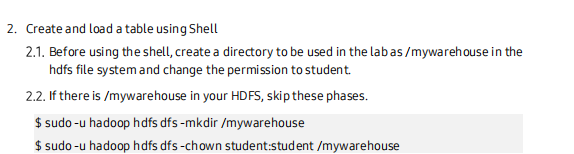 2. Create and load a table using Shell
2.1. Before using the shell, create a directory to be used in the lab as /mywarehouse in the
hdfs file system and change the permission to student.
2.2. If there is /mywarehouse in your HDFS, skip these phases.
$ sudo -u hadoop hdfs dfs -mkdir /mywarehouse
$ sudo -u hadoop hdfs dfs -chown student:student /mywarehouse